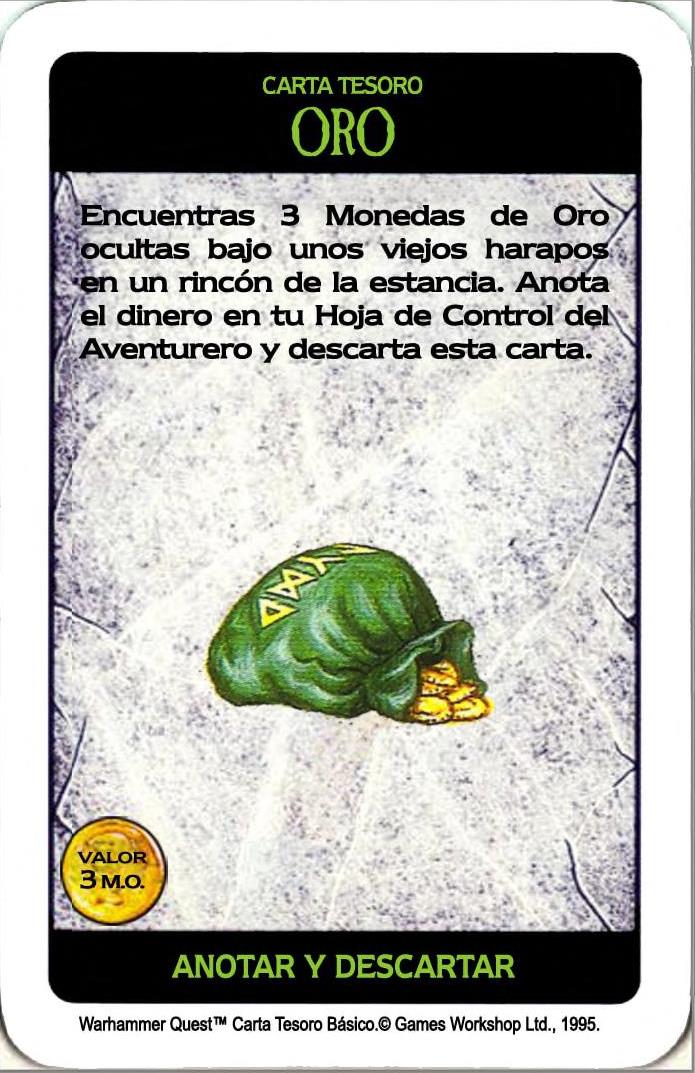 CARTA TESORO
ORO
Encuentras 3 Monedas de Oro
ocultas bajo unos viejos harapos
en un rincón de la estancia. Anota
el dinero en tu Hoja de Control del
Aventurero y descarta esta carta.
VALOR
3 M.O.
ANOTAR Y DESCARTAR
Warhammer Quest™ Carta Tesoro Básico.© Games Workshop Ltd., 1995.